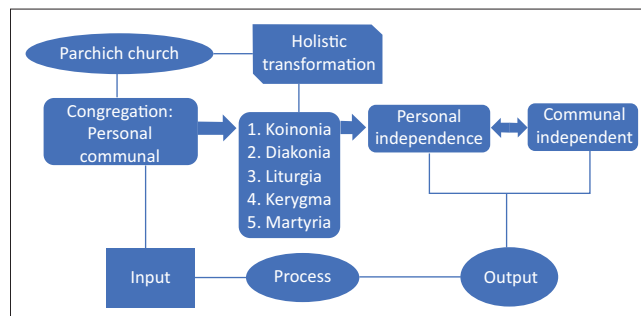 Parchich church
Holistic
transformation
Congregation:
Personal
communal
1. Koinonia
2. Diakonia
3. Liturgia
4. Kerygma
5. Martyria
Personal
independence
Communal
independent
Input
Process
Output